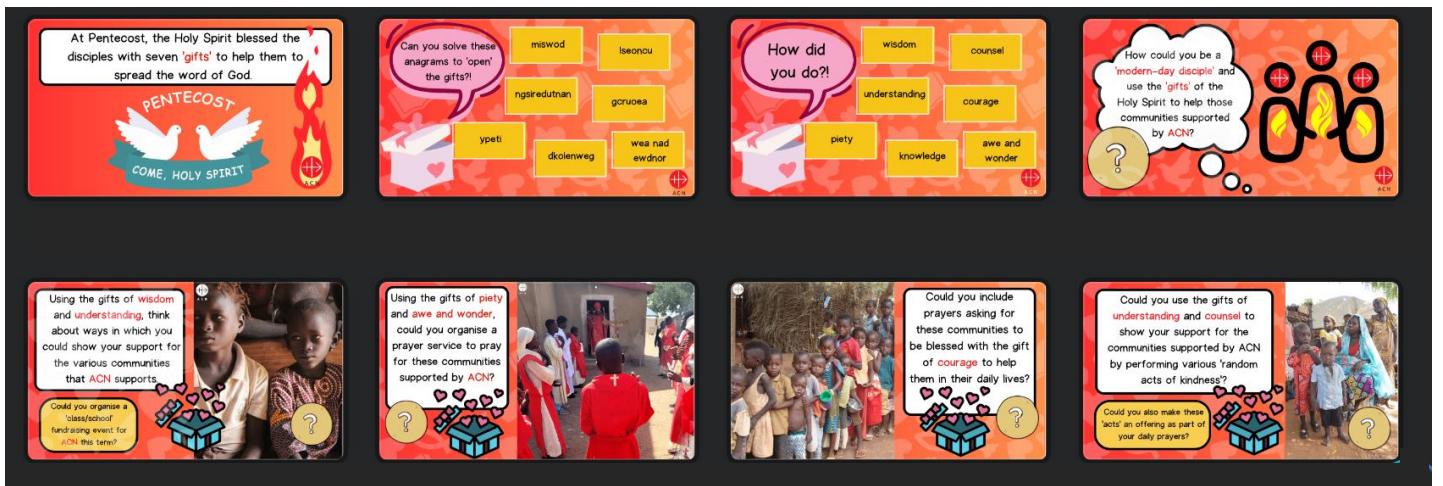 At Pentecost, the Holy Spirit blessed the
disciples with seven 'gifts' to help them to
spread the word of God.
PENTECOST
COME, HOLY SPIRIT
ACN
Can you solve these
anagrams to 'open'
the gifts?!
miswod
lseoncu
ngsiredutnan
gcruoea
ypeti
dkolenweg
wea nad
ewdnor
ACN
How did
you do?!
wisdom
counsel
understanding
courage
piety
knowledge
awe and
wonder
ACN
How could you be a
'modern-day disciple' and
use the 'gifts' of the
Holy Spirit to help those
communities supported
by ACN?
?
ACN
Using the gifts of wisdom
and understanding, think
about ways in which you
could show your support for
the various communities
that ACN supports.
Could you organise a
'class/school'
fundraising event for
ACN this term?
?
ACN
Using the gifts of piety
and awe and wonder,
could you organise a
prayer service to pray
for these communities
supported by ACN?
?
ACN
Could you include
prayers asking for
these communities to
be blessed with the gift
of courage to help
them in their daily lives?
?
ACN
Could you use the gifts of
understanding and counsel to
show your support for the
communities supported by ACN
by performing various 'random
acts of kindness'?
Could you also make these
'acts' an offering as part of
your daily prayers?
?